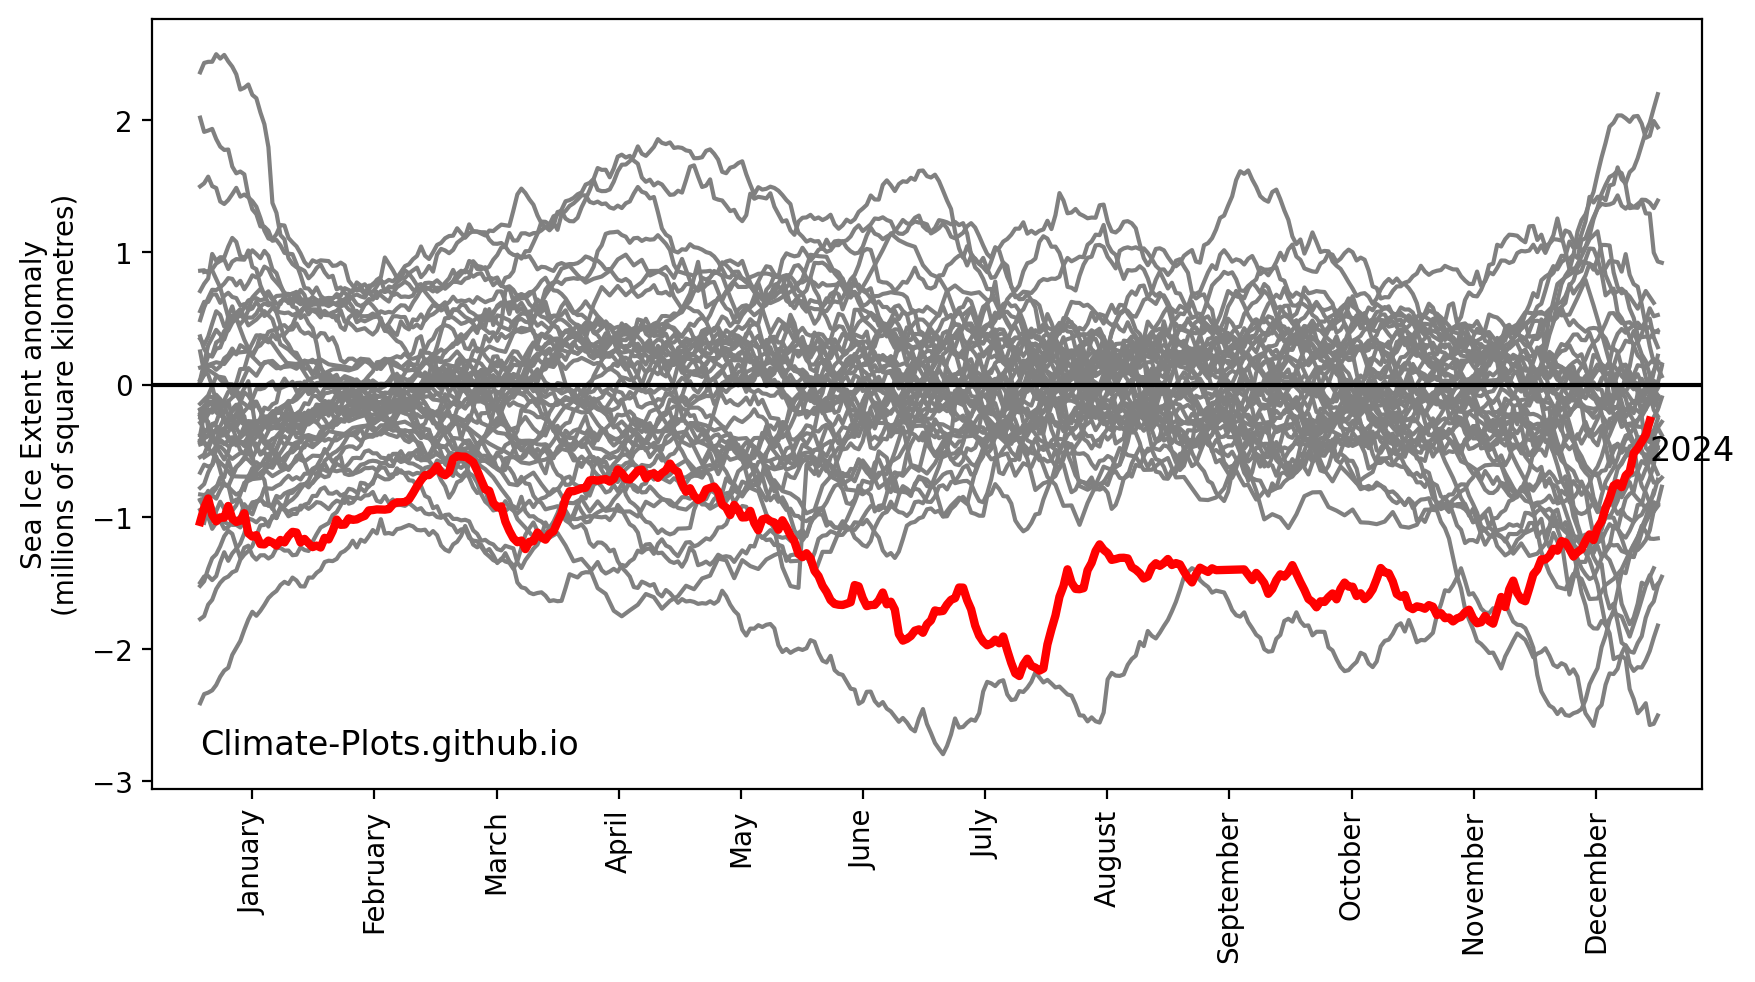 Sea Ice Extent anomaly
(millions of square kilometres)
2
1
0
−1
−2
−3
2024
Climate-Plots.github.io
January
February
March
April
May
June
July
August
September
October
November
December